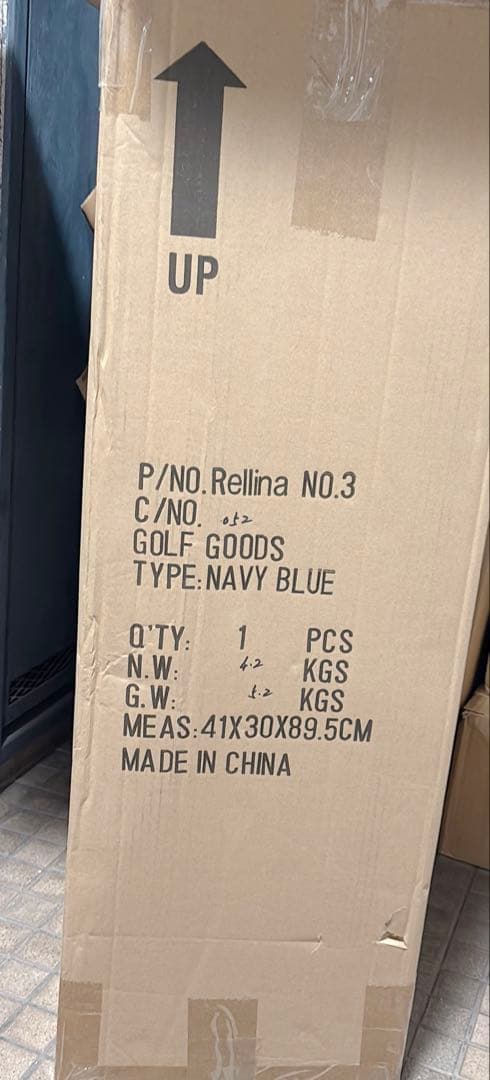 UP
P/NO. Rellina NO.3
C/NO. 052
GOLF GOODS
TYPE: NAVY BLUE
Q'TY: 1 PCS
N.W: 4.2 KGS
G.W: 5.2 KGS
MEAS: 41X30X89.5CM
MADE IN CHINA